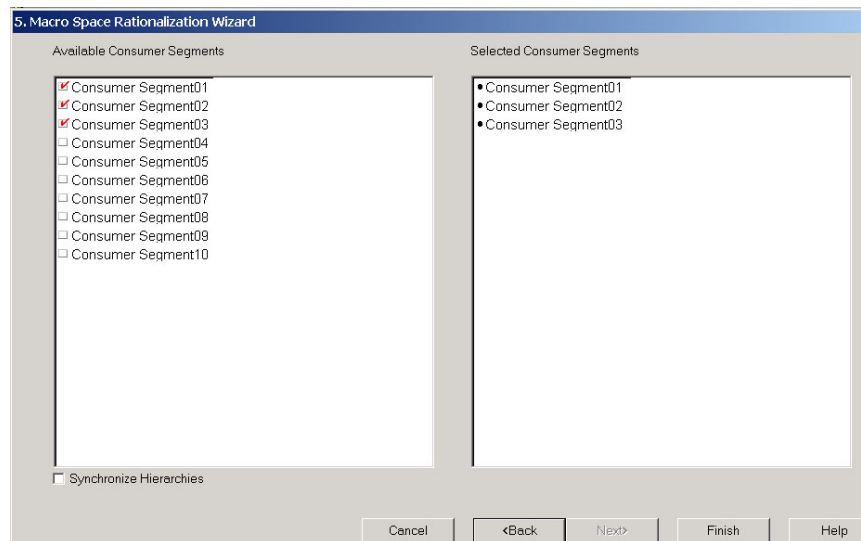 5. Macro Space Rationalization Wizard
Available Consumer Segments
Consumer Segment01
Consumer Segment02
Consumer Segment03
Consumer Segment04
Consumer Segment05
Consumer Segment06
Consumer Segment07
Consumer Segment08
Consumer Segment09
Consumer Segment10
Synchronize Hierarchies
Selected Consumer Segments
Consumer Segment01
Consumer Segment02
Consumer Segment03
Cancel
<Back
Next>
Finish
Help